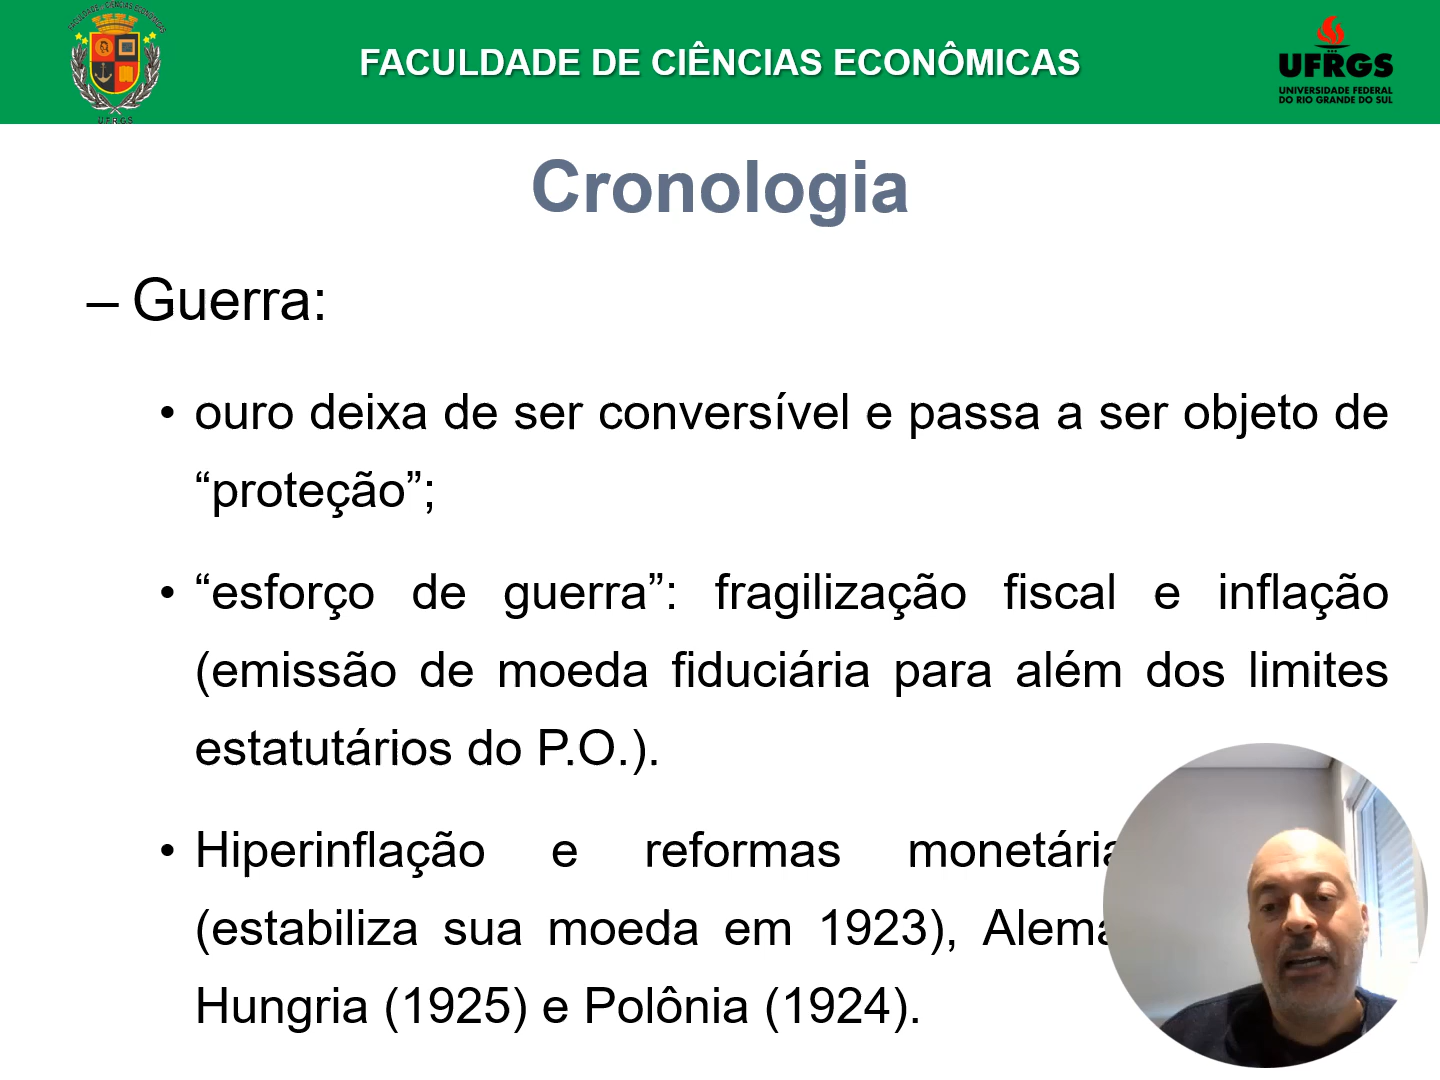 FACULDADE DE CIÊNCIAS ECONÔMICAS
UFRGS
UFRGS
UNIVERSIDADE FEDERAL
DO RIO GRANDE DO SUL
Cronologia
– Guerra:
• ouro deixa de ser conversível e passa a ser objeto de
“proteção”;
• “esforço de guerra”: fragilização fiscal e inflação
(emissão de moeda fiduciária para além dos limites
estatutários do P.O.).
• Hiperinflação e reformas
(estabiliza sua moeda em 1923),
Hungria (1925) e Polônia (1924).